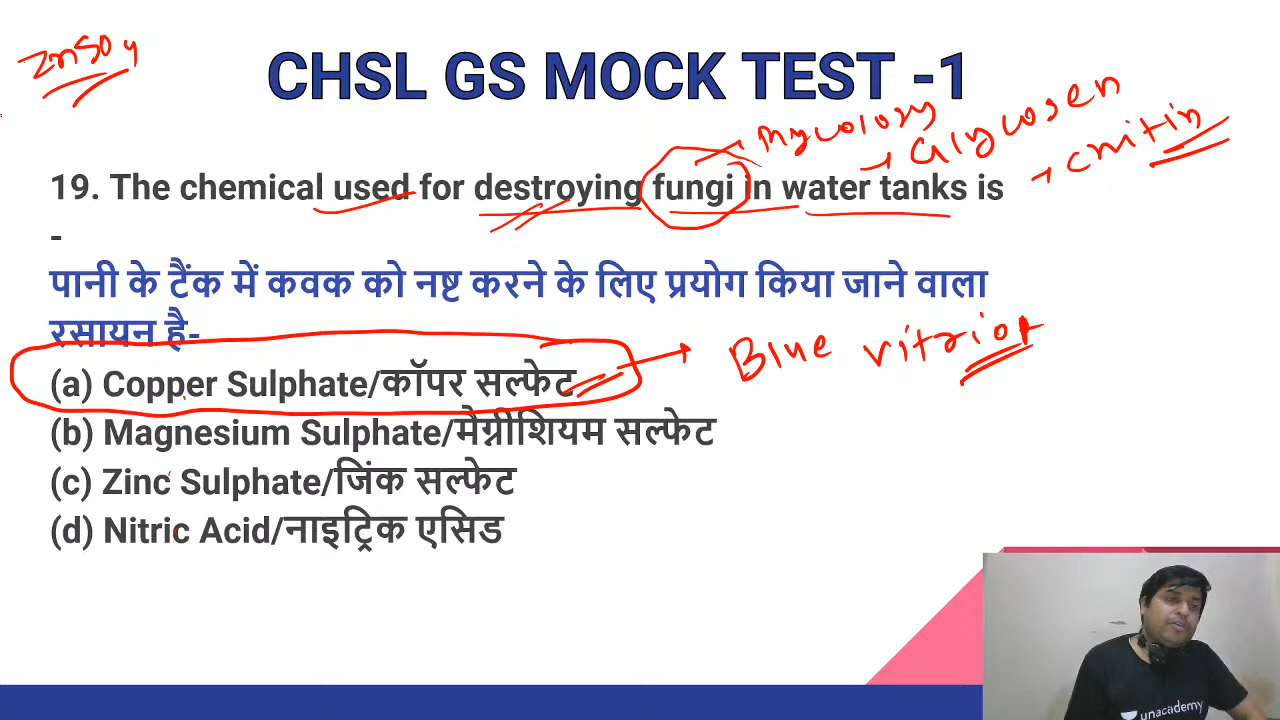 ZnSO4
CHSL GS MOCK TEST -1
Mycology
Glycogen
Chitin
19. The chemical used for destroying fungi in water tanks is
-
पानी के टैंक में कवक को नष्ट करने के लिए प्रयोग किया जाने वाला
रसायन है-
Blue vitriol
(a) Copper Sulphate/कॉपर सल्फेट
(b) Magnesium Sulphate/मैग्नीशियम सल्फेट
(c) Zinc Sulphate/जिंक सल्फेट
(d) Nitric Acid/नाइट्रिक एसिड
unacademy